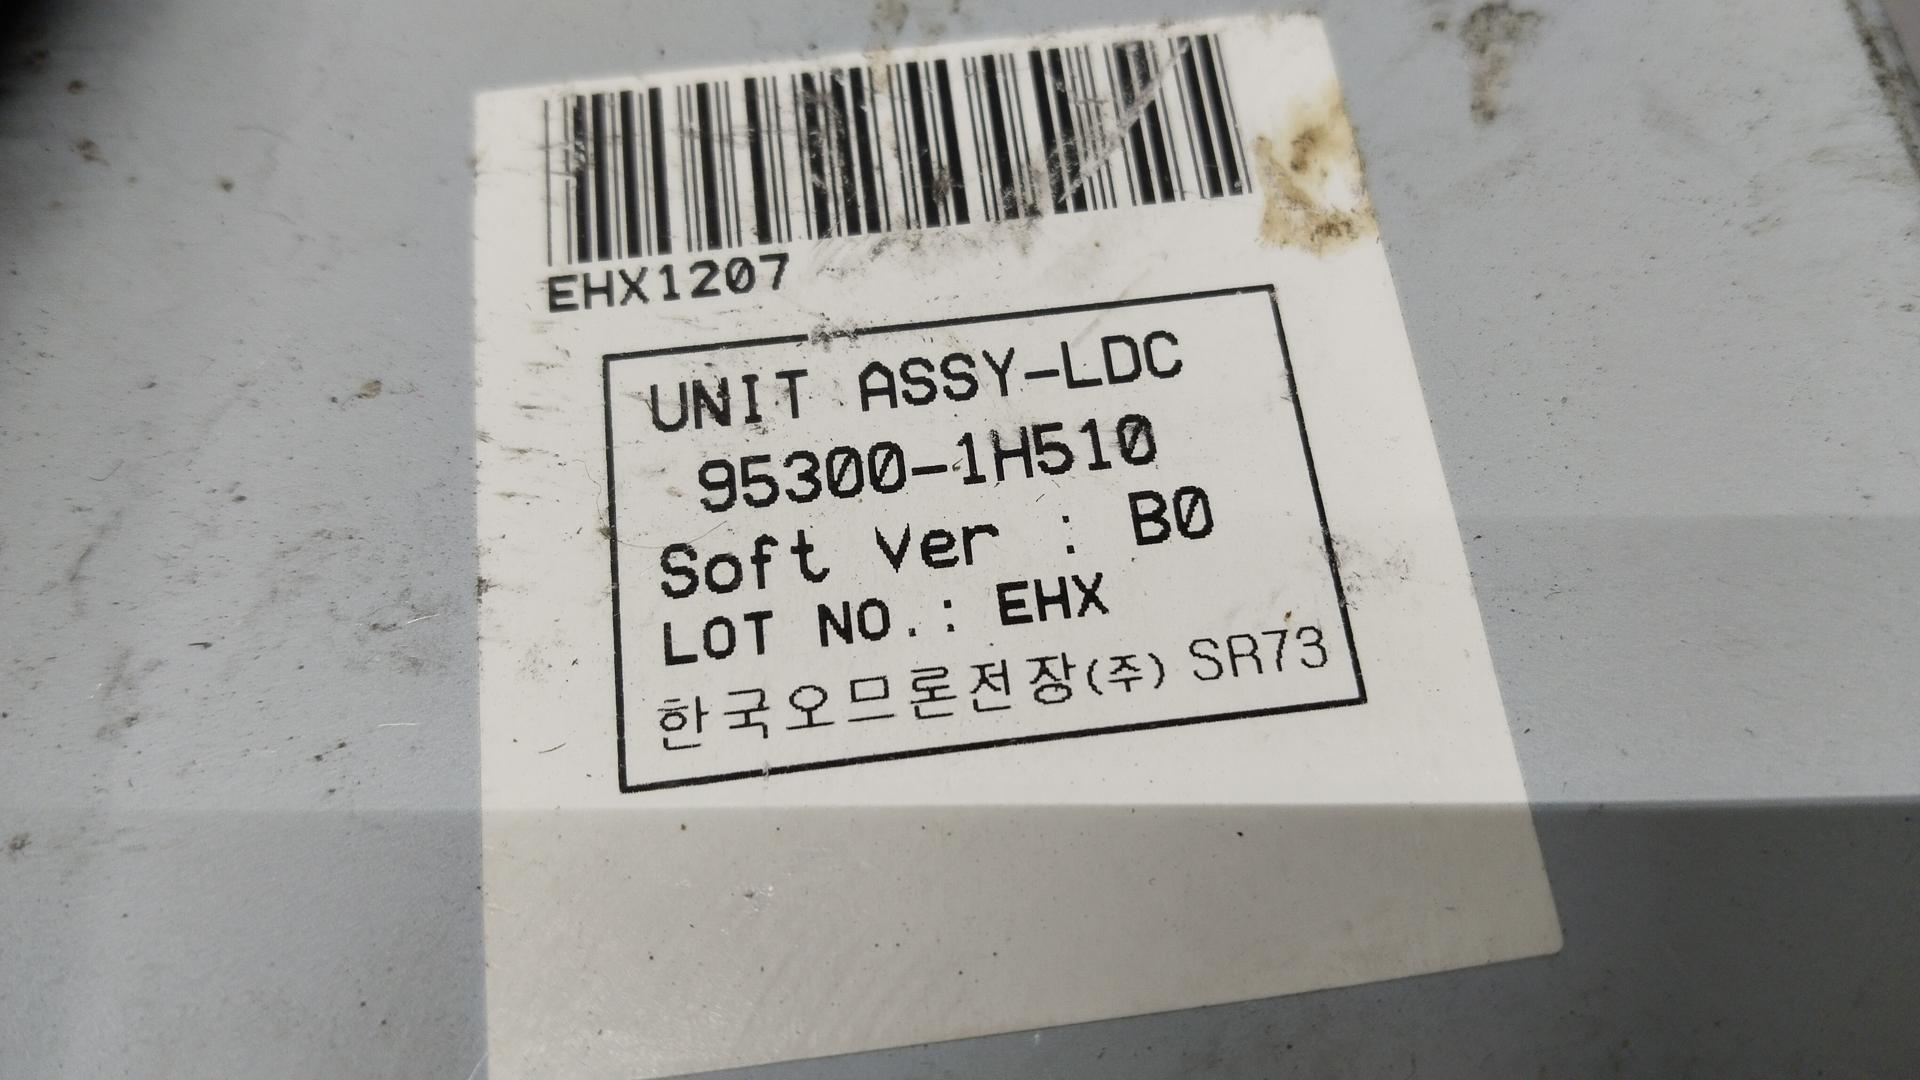 EHX1207
UNIT ASSY-LDC
95300-1H510
Soft Ver : B0
LOT NO.: EHX
한국오므론전장(주) SR73